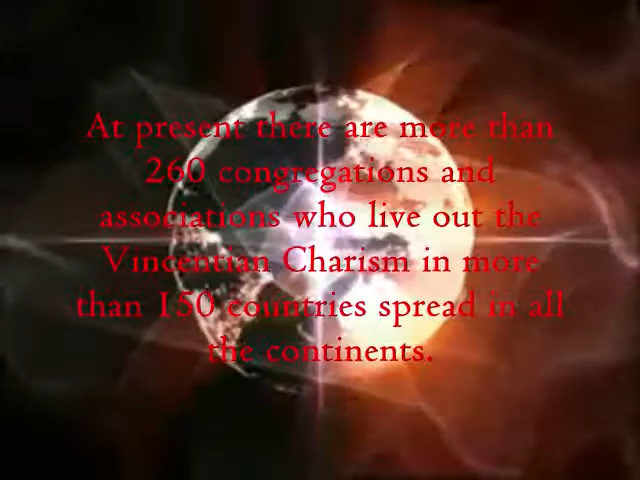 At present there are more than
260 congregations and
associations who live out the
Vincentian Charism in more
than 150 countries spread in all
the continents.